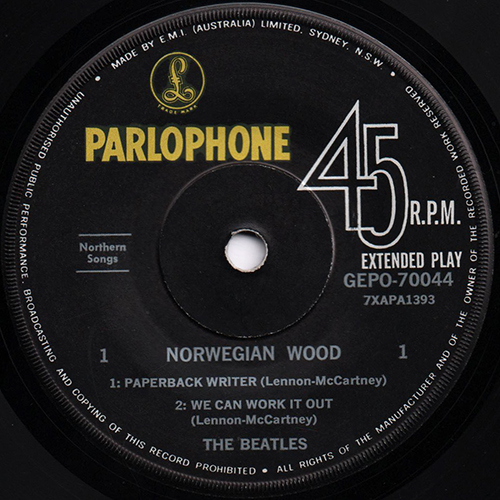 MADE BY E.M.I. (AUSTRALIA) LIMITED, SYDNEY, N.S.W. • ALL RIGHTS OF THE MANUFACTURER AND OF THE OWNER OF THE RECORDED WORK RESERVED
UNAUTHORISED PUBLIC PERFORMANCE, BROADCASTING AND COPYING OF THIS RECORD PROHIBITED •
£
TRADE-MARK
PARLOPHONE
45
R.P.M.
EXTENDED PLAY
GEPO-70044
7XAPA1393
Northern
Songs
1 NORWEGIAN WOOD 1
1: PAPERBACK WRITER (Lennon-McCartney)
2: WE CAN WORK IT OUT
(Lennon-McCartney)
THE BEATLES